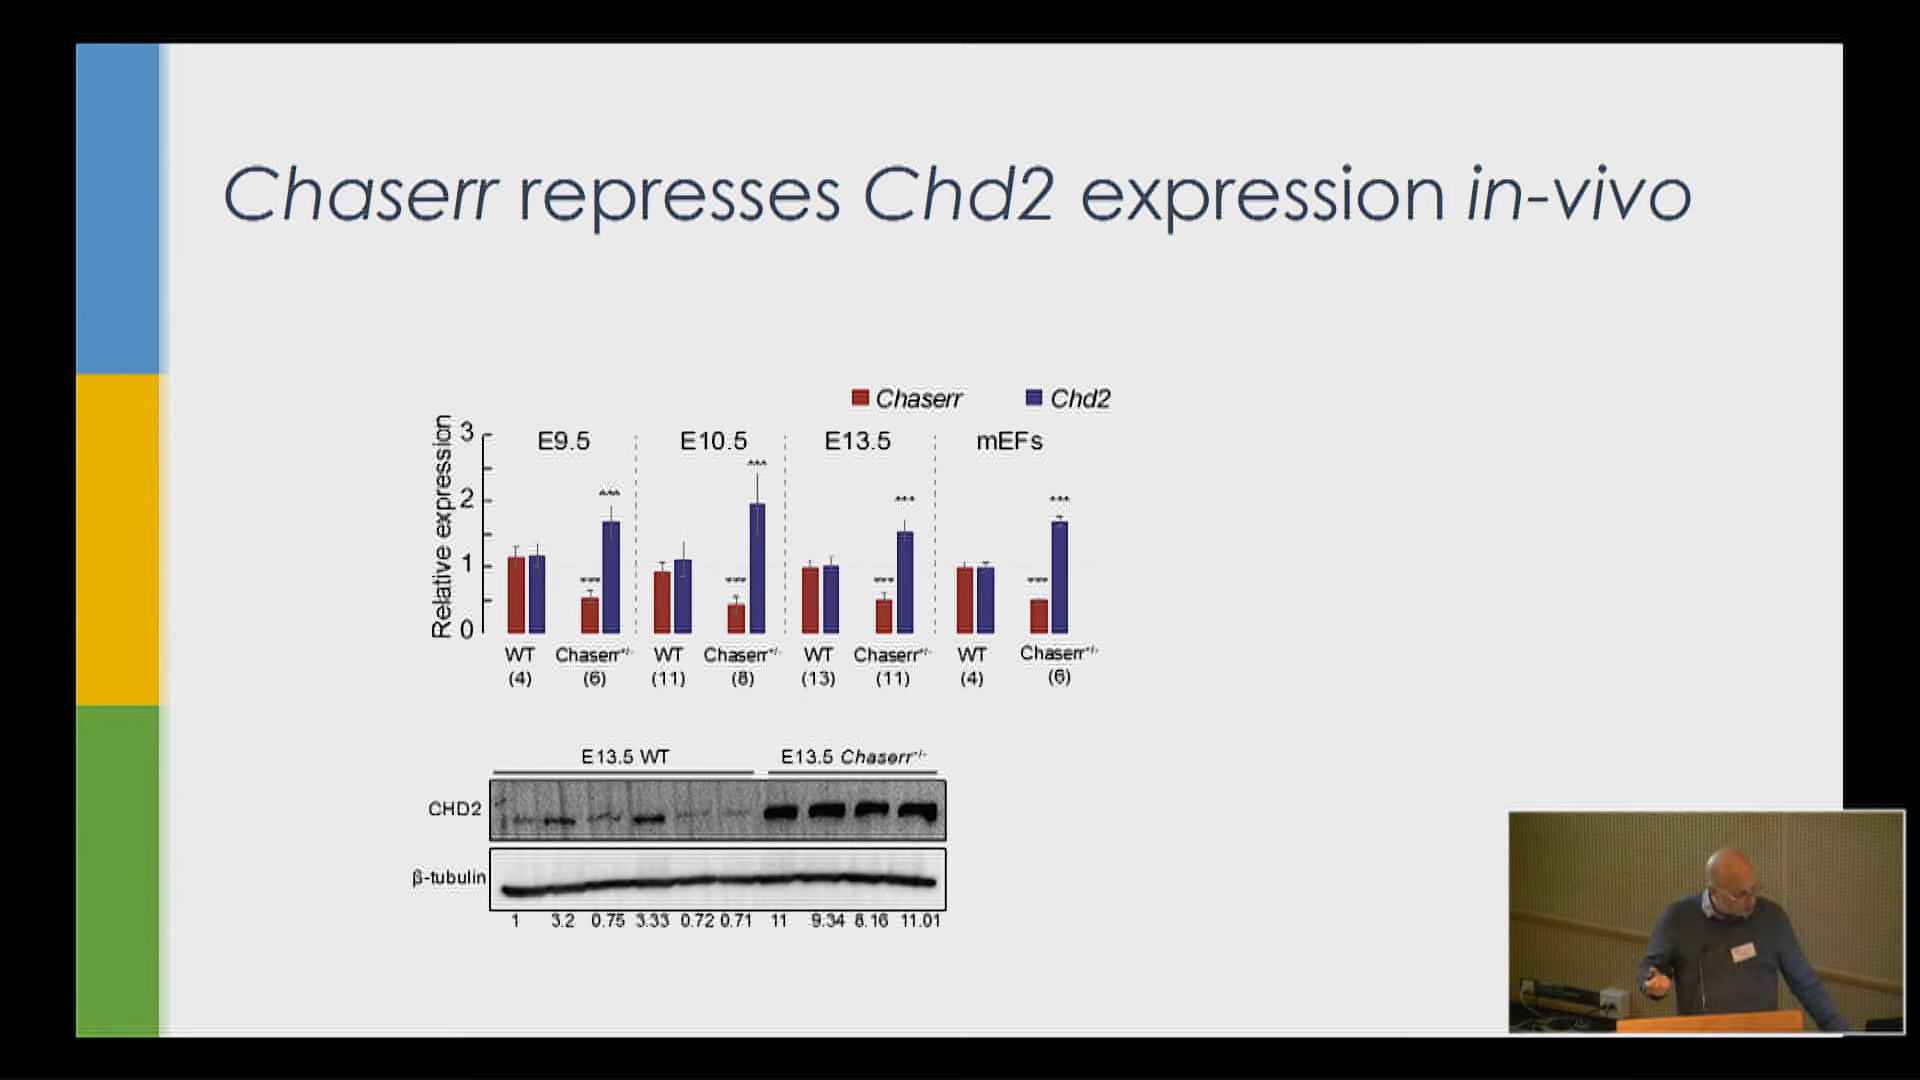 Chaserr represses Chd2 expression in-vivo
Chaserr Chd2
Relative expression
3
2
1
0
E9.5 E10.5 E13.5 mEFs
*** *** *** ***
*** *** *** ***
WT Chaserr+/- WT Chaserr+/- WT Chaserr+/- WT Chaserr+/-
(4) (6) (11) (8) (13) (11) (4) (6)
E13.5 WT E13.5 Chaserr+/-
CHD2
β-tubulin
1 3.2 0.75 3.33 0.72 0.71 11 9.34 8.16 11.01